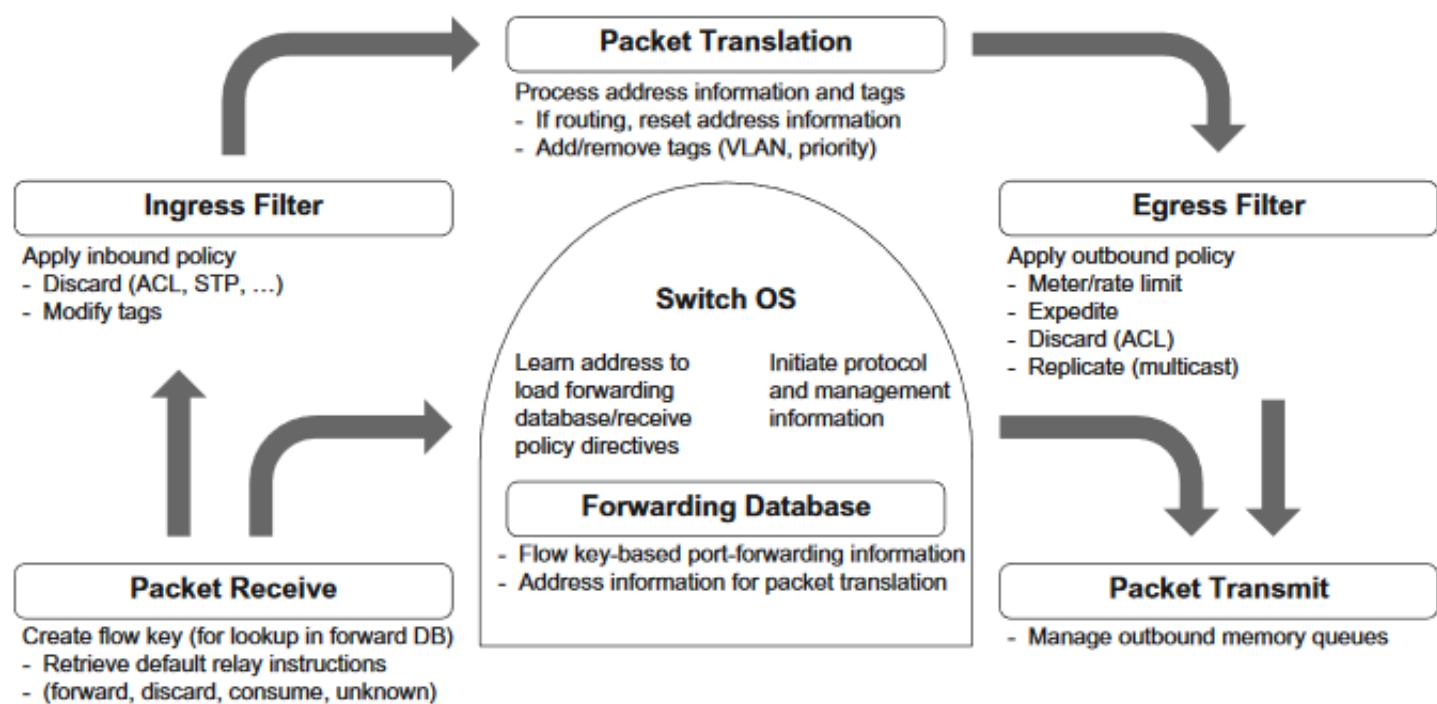 Packet Translation
Process address information and tags
- If routing, reset address information
- Add/remove tags (VLAN, priority)
Ingress Filter
Apply inbound policy
- Discard (ACL, STP, …)
- Modify tags
Egress Filter
Apply outbound policy
- Meter/rate limit
- Expedite
- Discard (ACL)
- Replicate (multicast)
Switch OS
Learn address to
load forwarding
database/receive
policy directives
Initiate protocol
and management
information
Forwarding Database
- Flow key-based port-forwarding information
- Address information for packet translation
Packet Receive
Create flow key (for lookup in forward DB)
- Retrieve default relay instructions
- (forward, discard, consume, unknown)
Packet Transmit
- Manage outbound memory queues